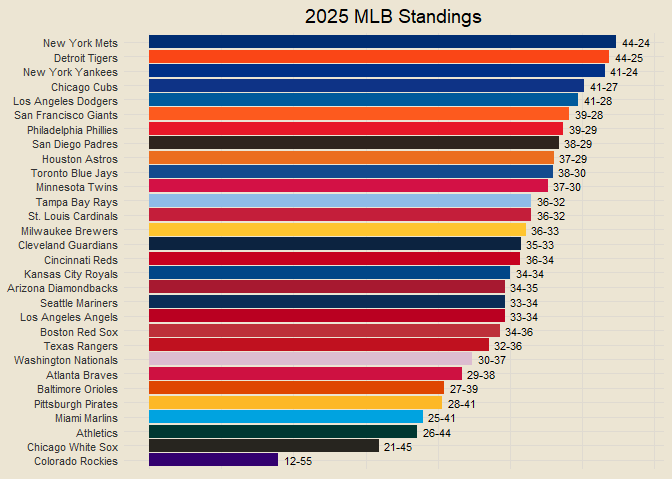 2025 MLB Standings
New York Mets 44-24
Detroit Tigers 44-25
New York Yankees 41-24
Chicago Cubs 41-27
Los Angeles Dodgers 41-28
San Francisco Giants 39-28
Philadelphia Phillies 39-29
San Diego Padres 38-29
Houston Astros 37-29
Toronto Blue Jays 38-30
Minnesota Twins 37-30
Tampa Bay Rays 36-32
St. Louis Cardinals 36-32
Milwaukee Brewers 36-33
Cleveland Guardians 35-33
Cincinnati Reds 36-34
Kansas City Royals 34-34
Arizona Diamondbacks 34-35
Seattle Mariners 33-34
Los Angeles Angels 33-34
Boston Red Sox 34-36
Texas Rangers 32-36
Washington Nationals 30-37
Atlanta Braves 29-38
Baltimore Orioles 27-39
Pittsburgh Pirates 28-41
Miami Marlins 25-41
Athletics 26-44
Chicago White Sox 21-45
Colorado Rockies 12-55